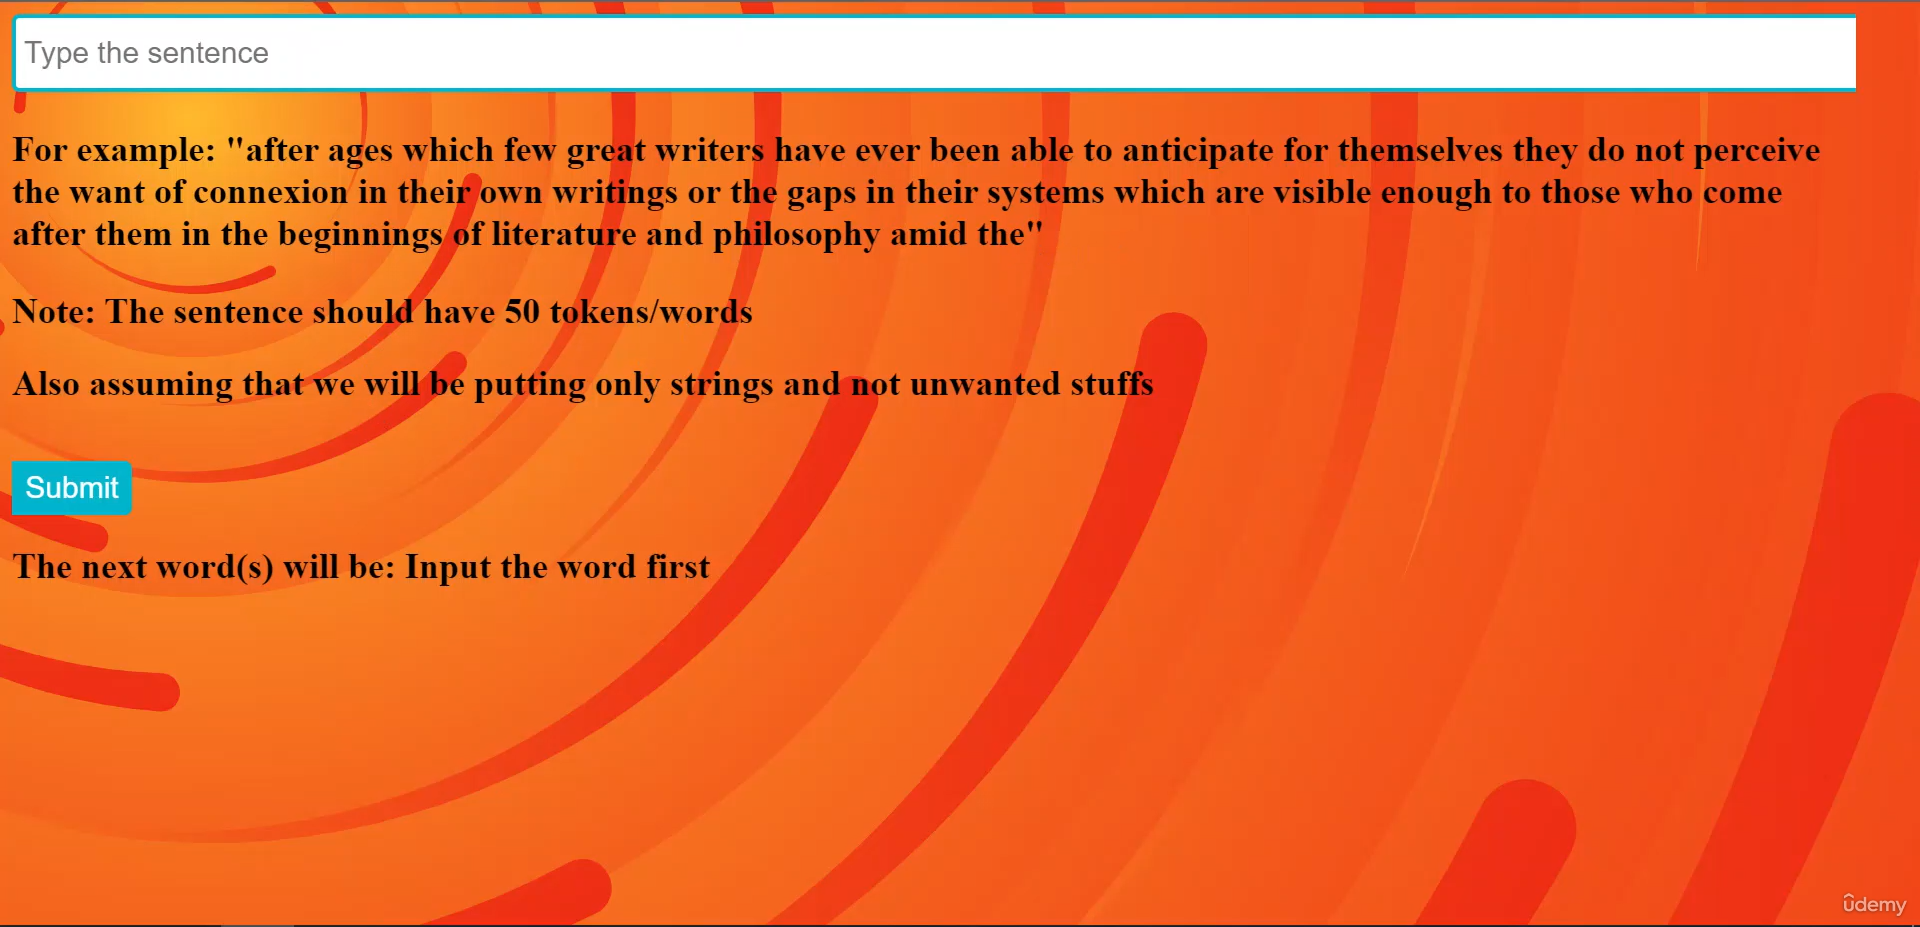 Type the sentence
For example: "after ages which few great writers have ever been able to anticipate for themselves they do not perceive
the want of connexion in their own writings or the gaps in their systems which are visible enough to those who come
after them in the beginnings of literature and philosophy amid the"
Note: The sentence should have 50 tokens/words
Also assuming that we will be putting only strings and not unwanted stuffs
Submit
The next word(s) will be: Input the word first
ûdemy